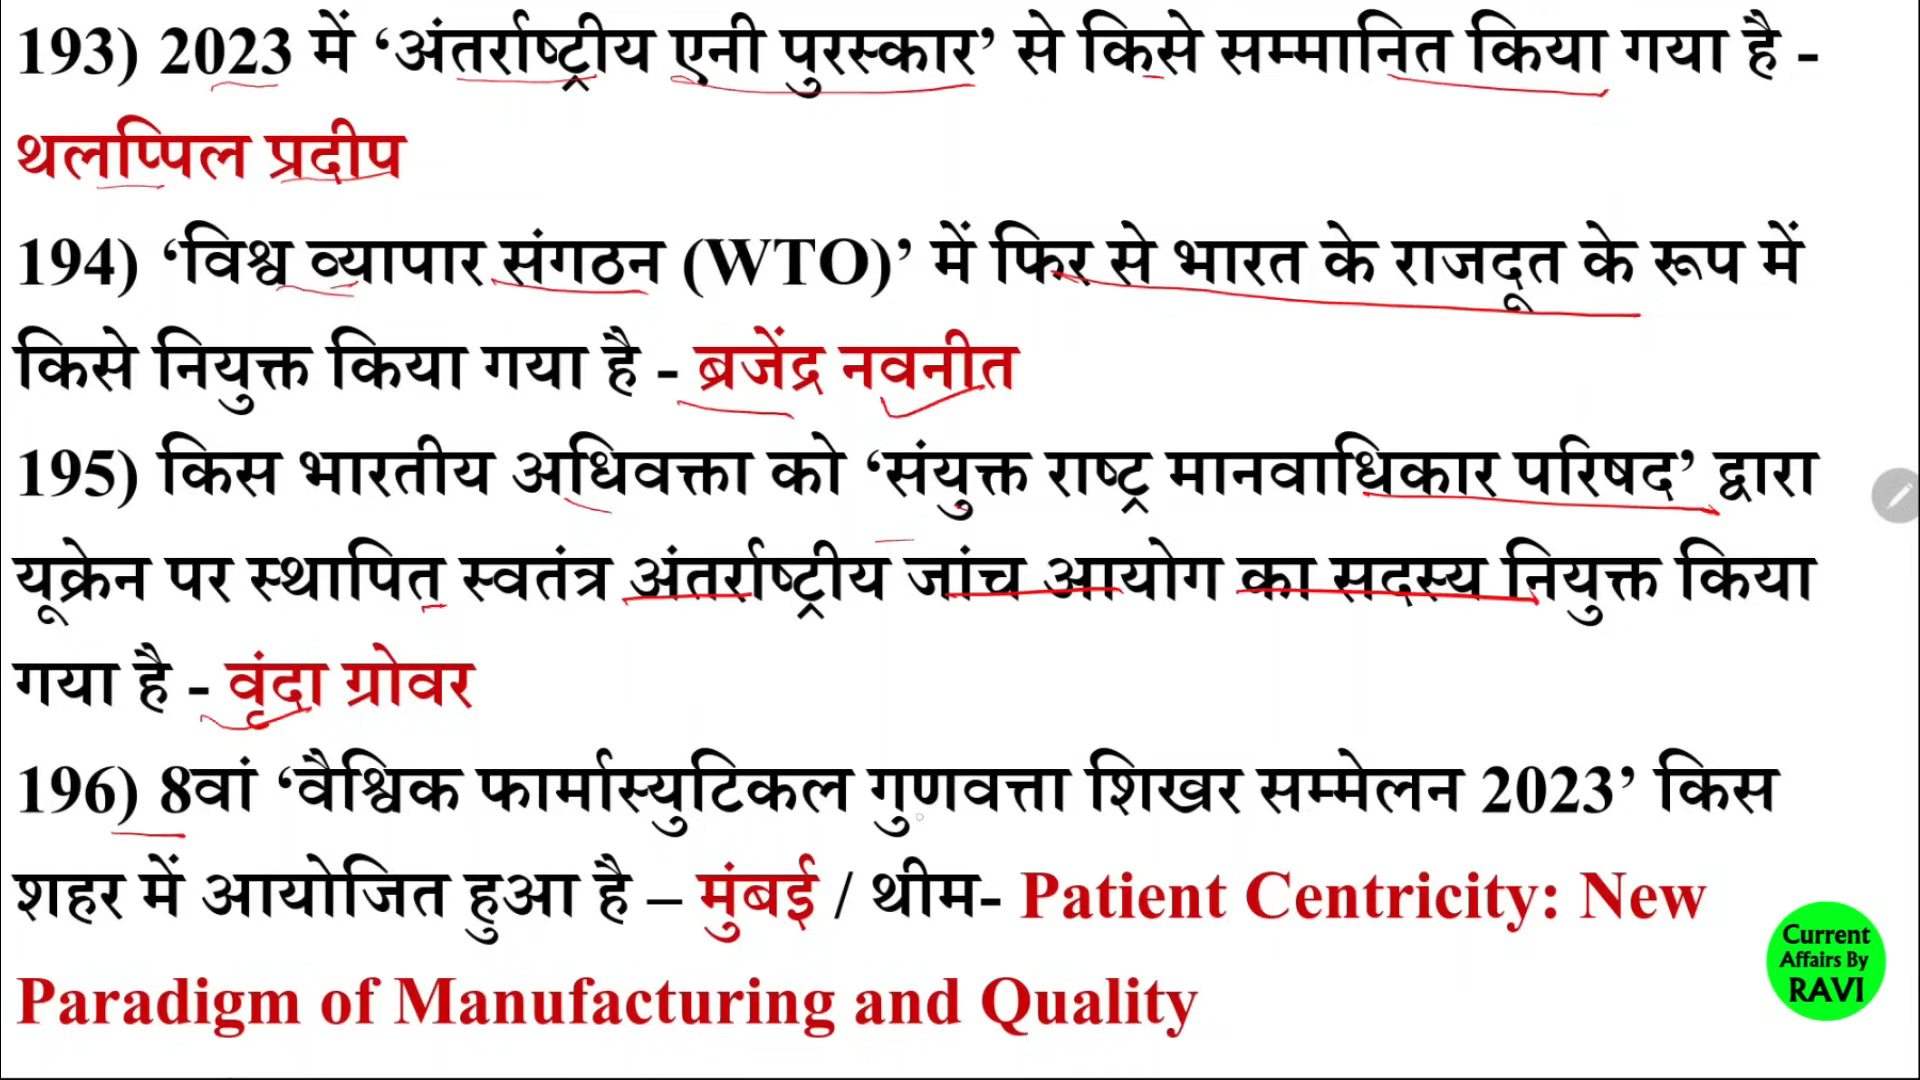 193) 2023 में ‘अंतर्राष्ट्रीय एनी पुरस्कार’ से किसे सम्मानित किया गया है -
थलप्पिल प्रदीप
194) ‘विश्व व्यापार संगठन (WTO)’ में फिर से भारत के राजदूत के रूप में
किसे नियुक्त किया गया है - ब्रजेंद्र नवनीत
195) किस भारतीय अधिवक्ता को ‘संयुक्त राष्ट्र मानवाधिकार परिषद’ द्वारा
यूक्रेन पर स्थापित स्वतंत्र अंतर्राष्ट्रीय जांच आयोग का सदस्य नियुक्त किया
गया है - वृंदा ग्रोवर
196) 8वां ‘वैश्विक फार्मास्युटिकल गुणवत्ता शिखर सम्मेलन 2023’ किस
शहर में आयोजित हुआ है – मुंबई / थीम- Patient Centricity: New
Paradigm of Manufacturing and Quality
Current
Affairs By
RAVI